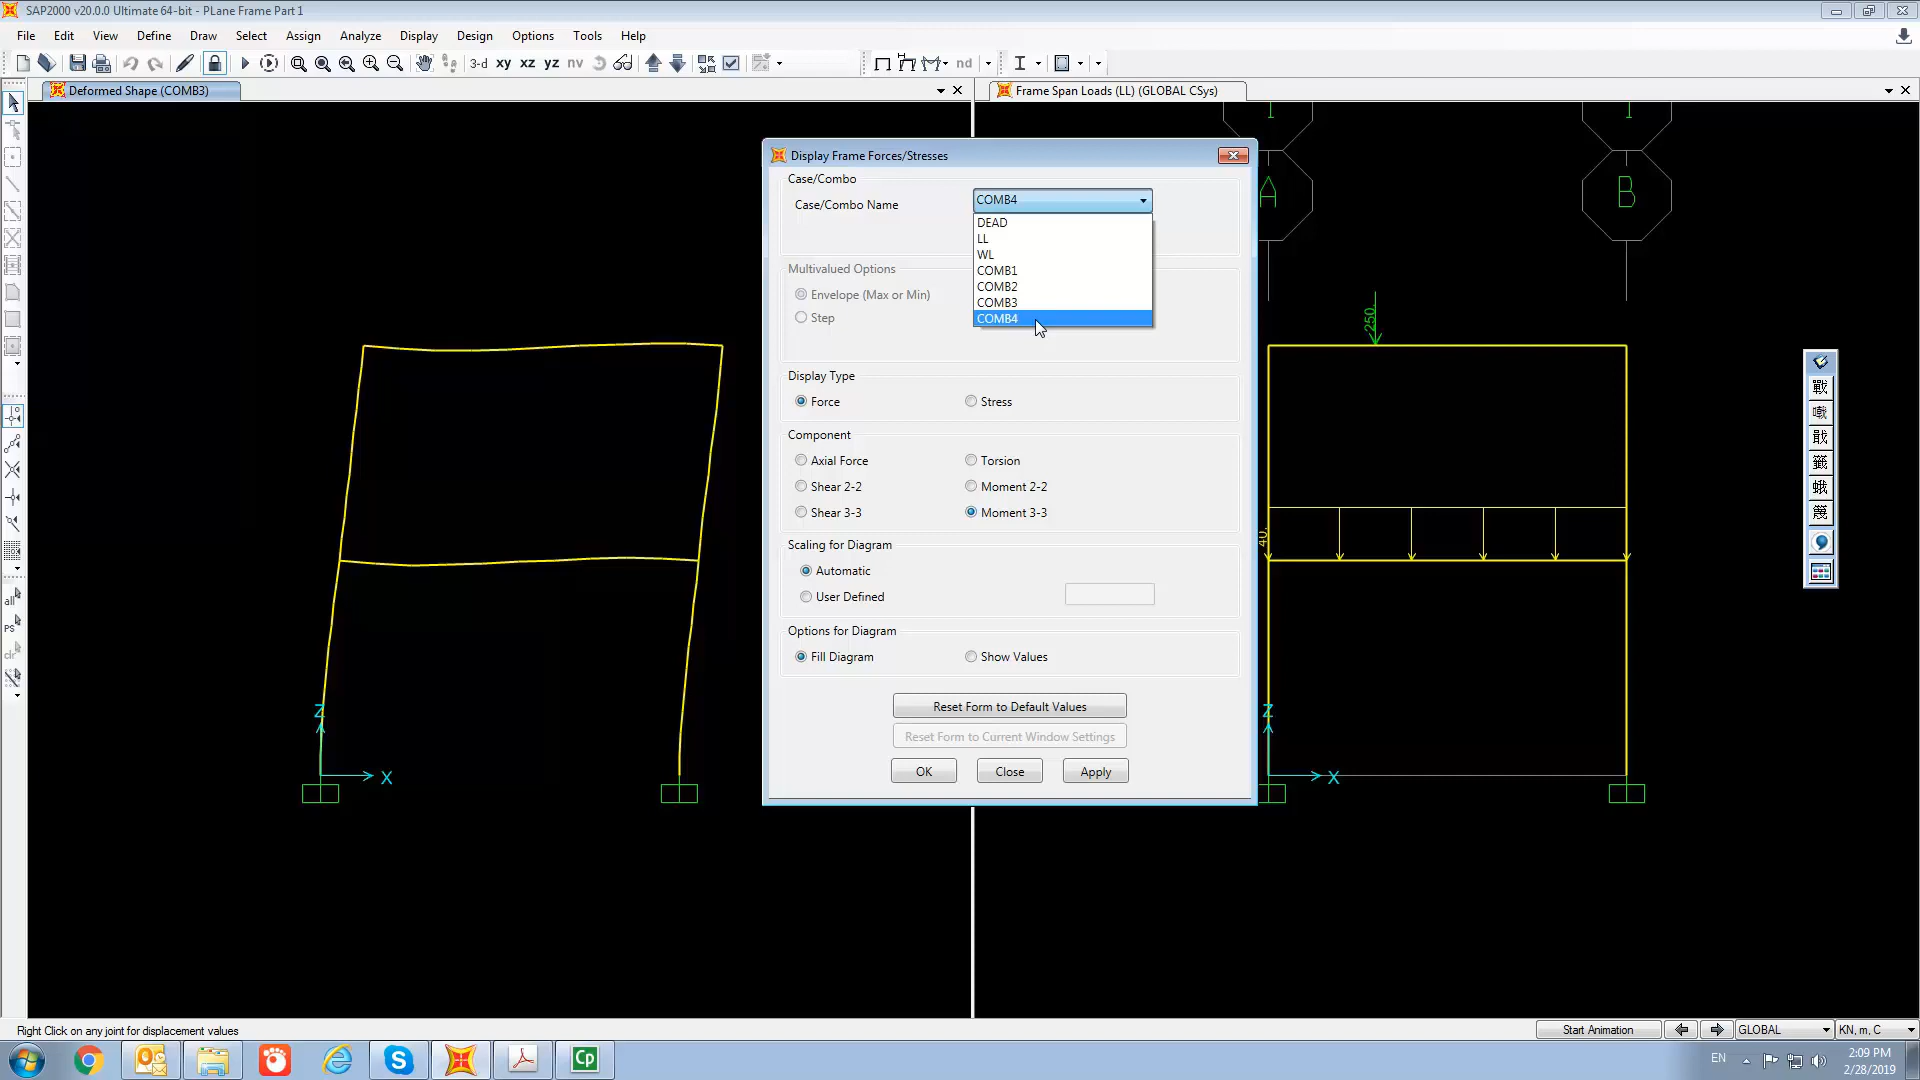 SAP2000 v20.0.0 Ultimate 64-bit - PLane Frame Part 1
File Edit View Define Draw Select Assign Analyze Display Design Options Tools Help
3-d xy xz yz nv nd
Deformed Shape (COMB3)
Frame Span Loads (LL) (GLOBAL CSys)
Display Frame Forces/Stresses
Case/Combo
Case/Combo Name COMB4
DEAD
LL
WL
COMB1
COMB2
COMB3
COMB4
Multivalued Options
Envelope (Max or Min)
Step
Display Type
Force Stress
Component
Axial Force Torsion
Shear 2-2 Moment 2-2
Shear 3-3 Moment 3-3
Scaling for Diagram
Automatic
User Defined
Options for Diagram
Fill Diagram Show Values
Reset Form to Default Values
Reset Form to Current Window Settings
OK Close Apply
A B
250.
40.
Z
X
Z
X
all
PS
clr
Right Click on any joint for displacement values
Start Animation GLOBAL KN, m, C
Cp
EN
2:09 PM
2/28/2019